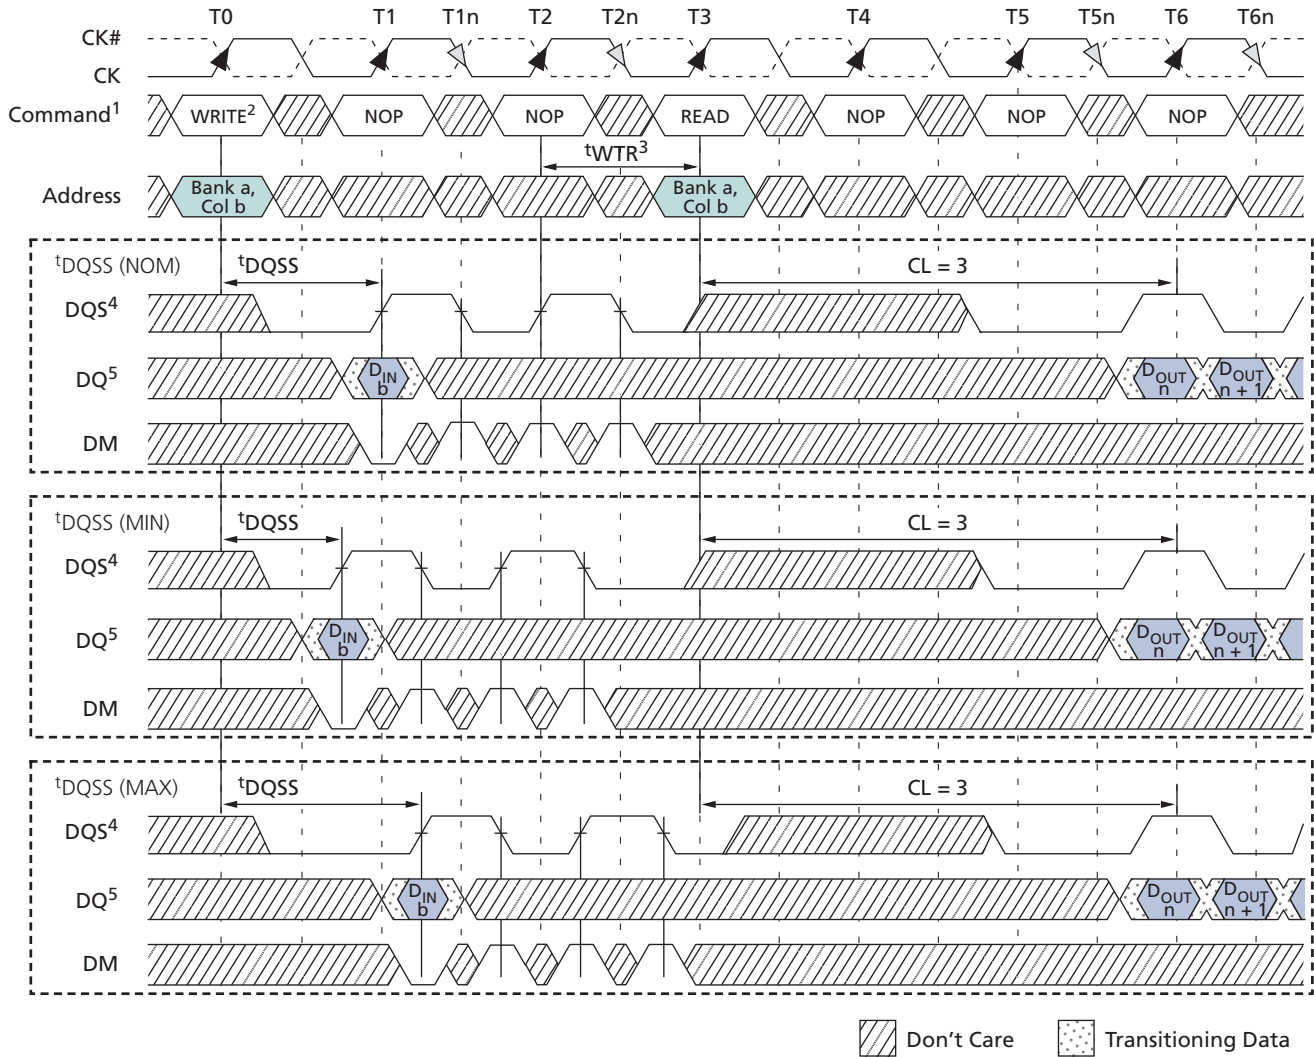 T0 T1 T1n T2 T2n T3 T4 T5 T5n T6 T6n
CK#
CK
Command1 WRITE2 NOP NOP READ NOP NOP NOP
tWTR3
Address Bank a, Col b Bank a, Col b
tDQSS (NOM) tDQSS CL = 3
DQS4
DQ5 DIN b DOUT n DOUT n + 1
DM
tDQSS (MIN) tDQSS CL = 3
DQS4
DQ5 DIN b DOUT n DOUT n + 1
DM
tDQSS (MAX) tDQSS CL = 3
DQS4
DQ5 DIN b DOUT n DOUT n + 1
DM
Don't Care Transitioning Data